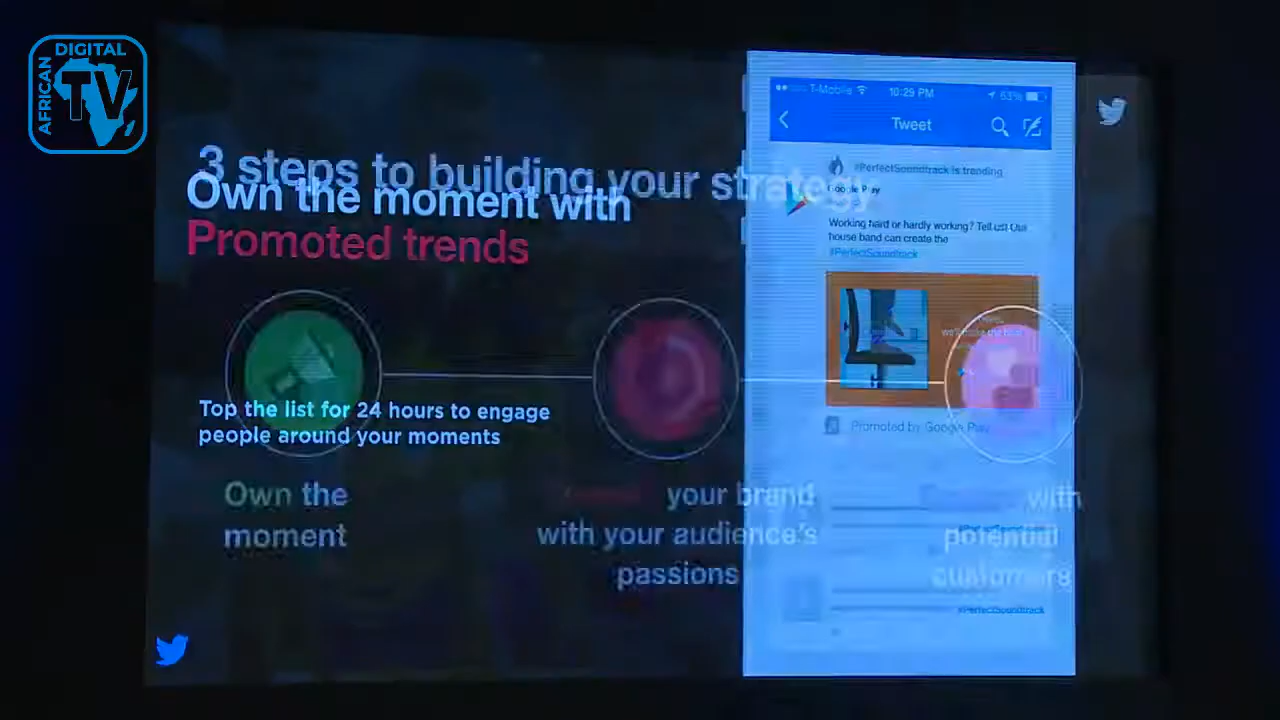 AFRICAN
DIGITAL
TV
3 steps to building your strategy
Own the moment with
Promoted trends
Top the list for 24 hours to engage
people around your moments
Own the
moment
your brand
with your audience's
passions
with
potential
customers
T-Mobile
10:29 PM
63%
Tweet
#PerfectSoundtrack is trending
Google Play
Working hard or hardly working? Tell us! Our
house band can create the
#PerfectSoundtrack
Promoted by Google Play
#PerfectSoundtrack